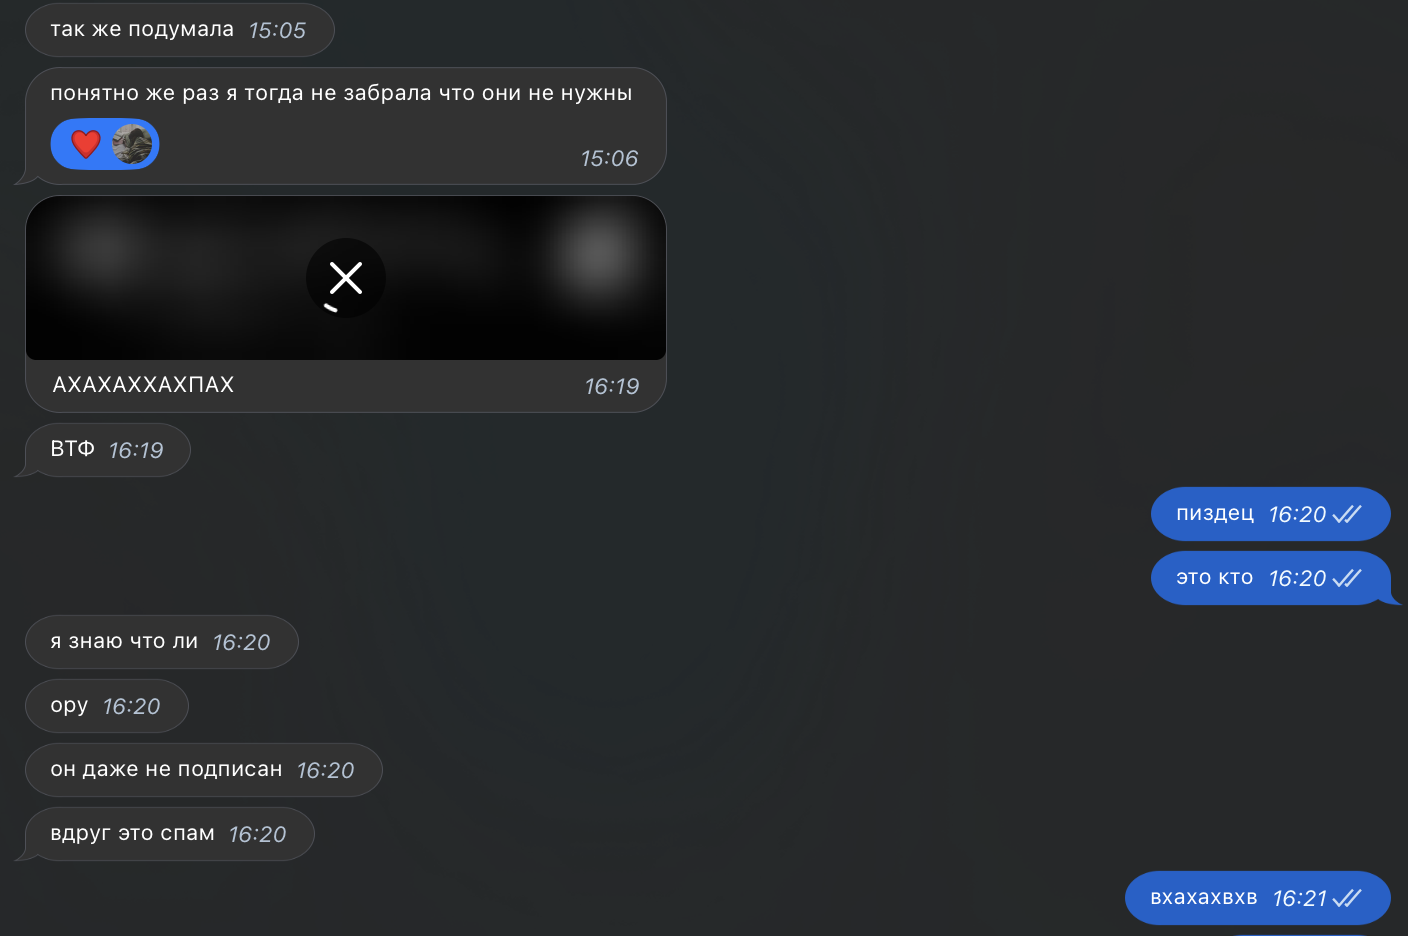 так же подумала 15:05
понятно же раз я тогда не забрала что они не нужны
15:06
АХАХАХХАХПАХ 16:19
ВТФ 16:19
пиздец 16:20
это кто 16:20
я знаю что ли 16:20
ору 16:20
он даже не подписан 16:20
вдруг это спам 16:20
вхахахвхв 16:21